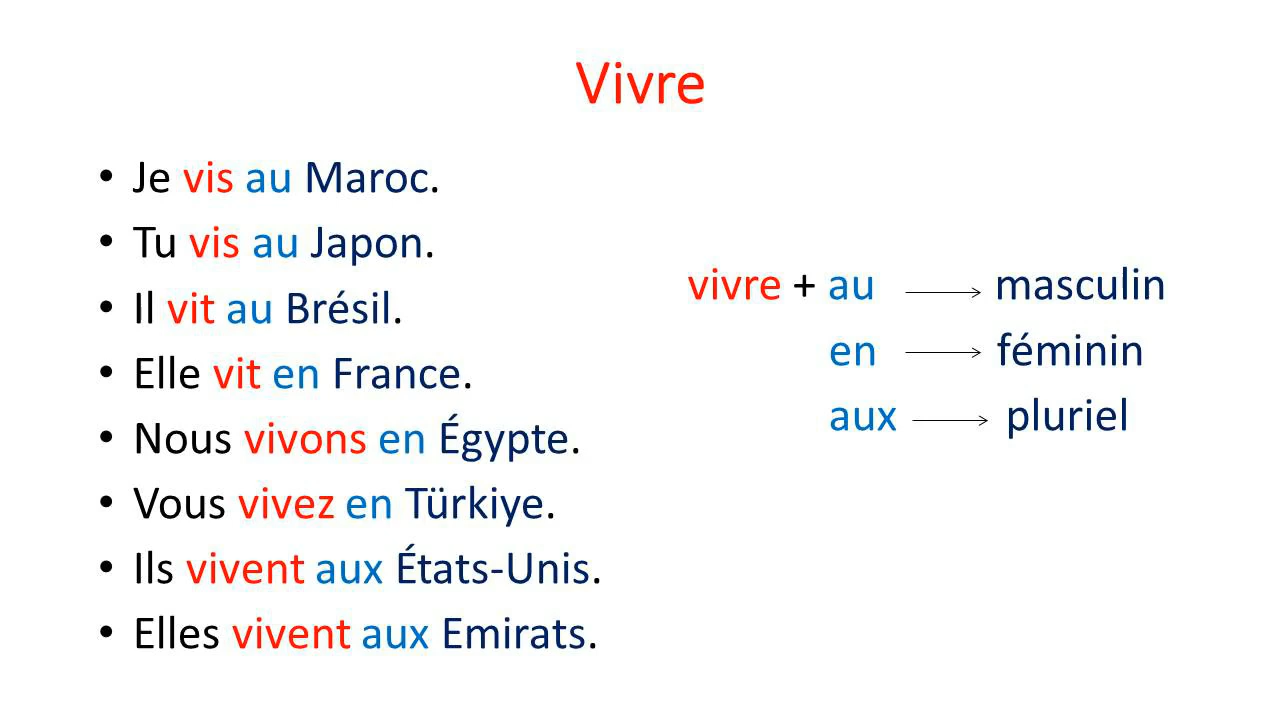 Vivre
• Je vis au Maroc.
• Tu vis au Japon.
• Il vit au Brésil.
• Elle vit en France.
• Nous vivons en Égypte.
• Vous vivez en Türkiye.
• Ils vivent aux États-Unis.
• Elles vivent aux Emirats.
vivre + au → masculin
en → féminin
aux → pluriel